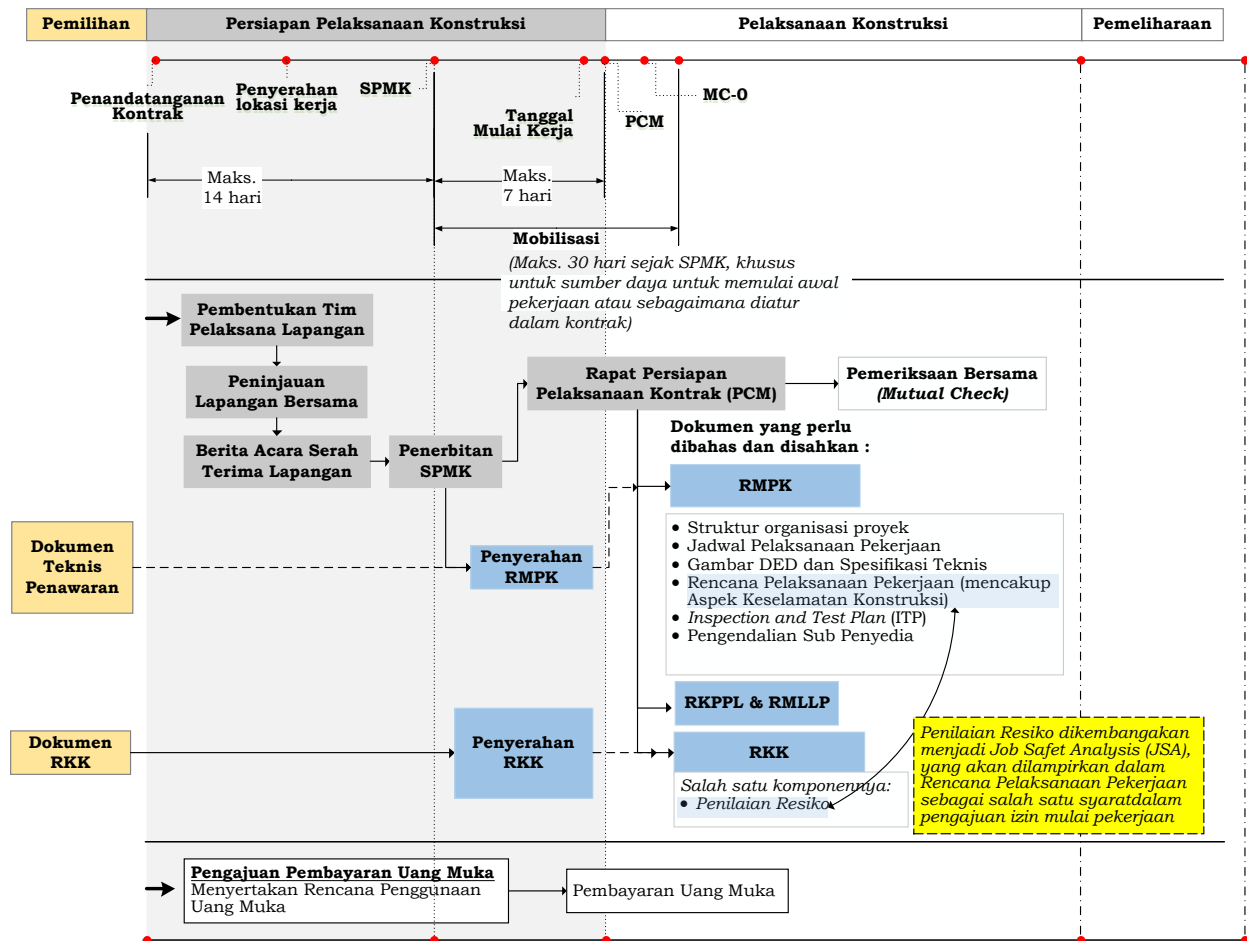 Pemilihan
Persiapan Pelaksanaan Konstruksi
Pelaksanaan Konstruksi
Pemeliharaan
Penandatanganan
Kontrak
Penyerahan
lokasi kerja
SPMK
Tanggal
Mulai Kerja
PCM
MC-0
Maks.
14 hari
Maks.
7 hari
Mobilisasi
(Maks. 30 hari sejak SPMK, khusus
untuk sumber daya untuk memulai awal
pekerjaan atau sebagaimana diatur
dalam kontrak)
Pembentukan Tim
Pelaksana Lapangan
Peninjauan
Lapangan Bersama
Berita Acara Serah
Terima Lapangan
Penerbitan
SPMK
Rapat Persiapan
Pelaksanaan Kontrak (PCM)
Pemeriksaan Bersama
(Mutual Check)
Dokumen yang perlu
dibahas dan disahkan :
RMPK
• Struktur organisasi proyek
• Jadwal Pelaksanaan Pekerjaan
• Gambar DED dan Spesifikasi Teknis
• Rencana Pelaksanaan Pekerjaan (mencakup
Aspek Keselamatan Konstruksi)
• Inspection and Test Plan (ITP)
• Pengendalian Sub Penyedia
Dokumen
Teknis
Penawaran
Penyerahan
RMPK
RKPPL & RMLLP
Dokumen
RKK
Penyerahan
RKK
RKK
Salah satu komponennya:
• Penilaian Resiko
Penilaian Resiko dikembangakan
menjadi Job Safet Analysis (JSA),
yang akan dilampirkan dalam
Rencana Pelaksanaan Pekerjaan
sebagai salah satu syaratdalam
pengajuan izin mulai pekerjaan
Pengajuan Pembayaran Uang Muka
Menyertakan Rencana Penggunaan
Uang Muka
Pembayaran Uang Muka